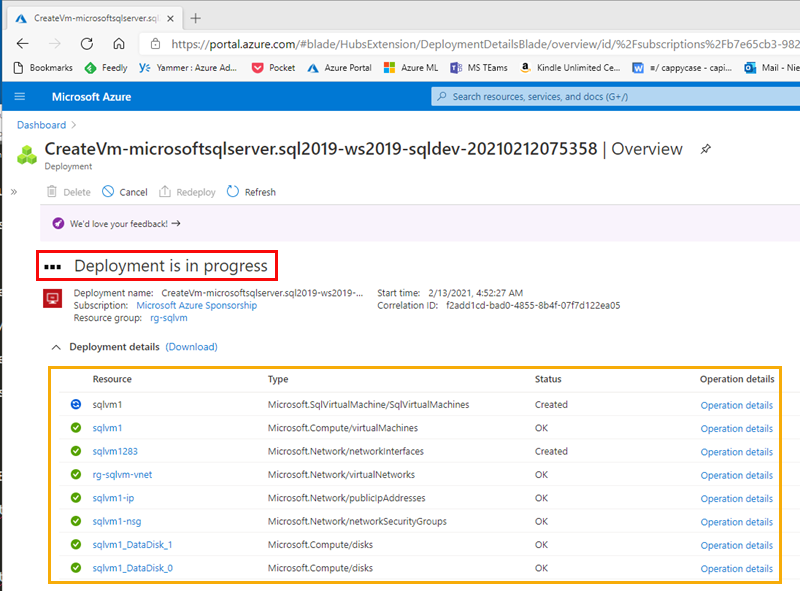 CreateVm-microsoftsqlserver.sql
https://portal.azure.com/#blade/HubsExtension/DeploymentDetailsBlade/overview/id/%2Fsubscriptions%2Fb7e65cb3-982
Bookmarks Feedly Yammer : Azure Ad... Pocket Azure Portal Azure ML MS TEams Kindle Unlimited Ce... =/ cappycase - capi... Mail - Nie
Microsoft Azure Search resources, services, and docs (G+/)
Dashboard >
CreateVm-microsoftsqlserver.sql2019-ws2019-sqldev-20210212075358 | Overview
Deployment
» Delete Cancel Redeploy Refresh
We'd love your feedback! →
Deployment is in progress
Deployment name: CreateVm-microsoftsqlserver.sql2019-ws2019-... Start time: 2/13/2021, 4:52:27 AM
Subscription: Microsoft Azure Sponsorship Correlation ID: f2add1cd-bad0-4855-8b4f-07f7d122ea05
Resource group: rg-sqlvm
Deployment details (Download)
Resource Type Status Operation details
sqlvm1 Microsoft.SqlVirtualMachine/SqlVirtualMachines Created Operation details
sqlvm1 Microsoft.Compute/virtualMachines OK Operation details
sqlvm1283 Microsoft.Network/networkInterfaces Created Operation details
rg-sqlvm-vnet Microsoft.Network/virtualNetworks OK Operation details
sqlvm1-ip Microsoft.Network/publicIpAddresses OK Operation details
sqlvm1-nsg Microsoft.Network/networkSecurityGroups OK Operation details
sqlvm1_DataDisk_1 Microsoft.Compute/disks OK Operation details
sqlvm1_DataDisk_0 Microsoft.Compute/disks OK Operation details